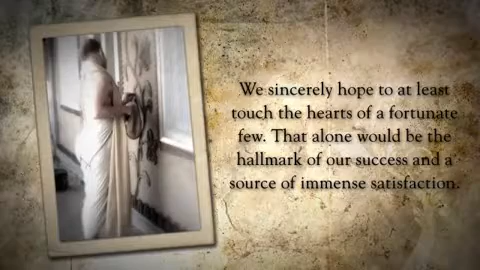 We sincerely hope to at least
touch the hearts of a fortunate
few. That alone would be the
hallmark of our success and a
source of immense satisfaction.